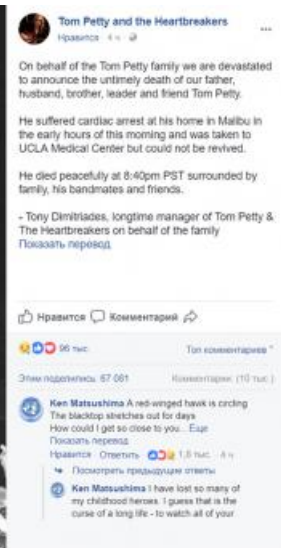 Tom Petty and the Heartbreakers
Нравится · 4 ч ·
On behalf of the Tom Petty family we are devastated
to announce the untimely death of our father,
husband, brother, leader and friend Tom Petty.
He suffered cardiac arrest at his home in Malibu in
the early hours of this morning and was taken to
UCLA Medical Center but could not be revived.
He died peacefully at 8:40pm PST surrounded by
family, his bandmates and friends.
- Tony Dimitriades, longtime manager of Tom Petty &
The Heartbreakers on behalf of the family
Показать перевод
Нравится Комментарий
96 тыс. Топ комментариев
Этим поделились: 67 061 Комментарии: (10 тыс.)
Ken Matsushima A red-winged hawk is circling
The blacktop stretches out for days
How could I get so close to you... Еще
Показать перевод
Нравится · Ответить · 1,8 тыс. · 4 ч
Посмотреть предыдущие ответы
Ken Matsushima I have lost so many of
my childhood heroes. I guess that is the
curse of a long life - to watch all of your